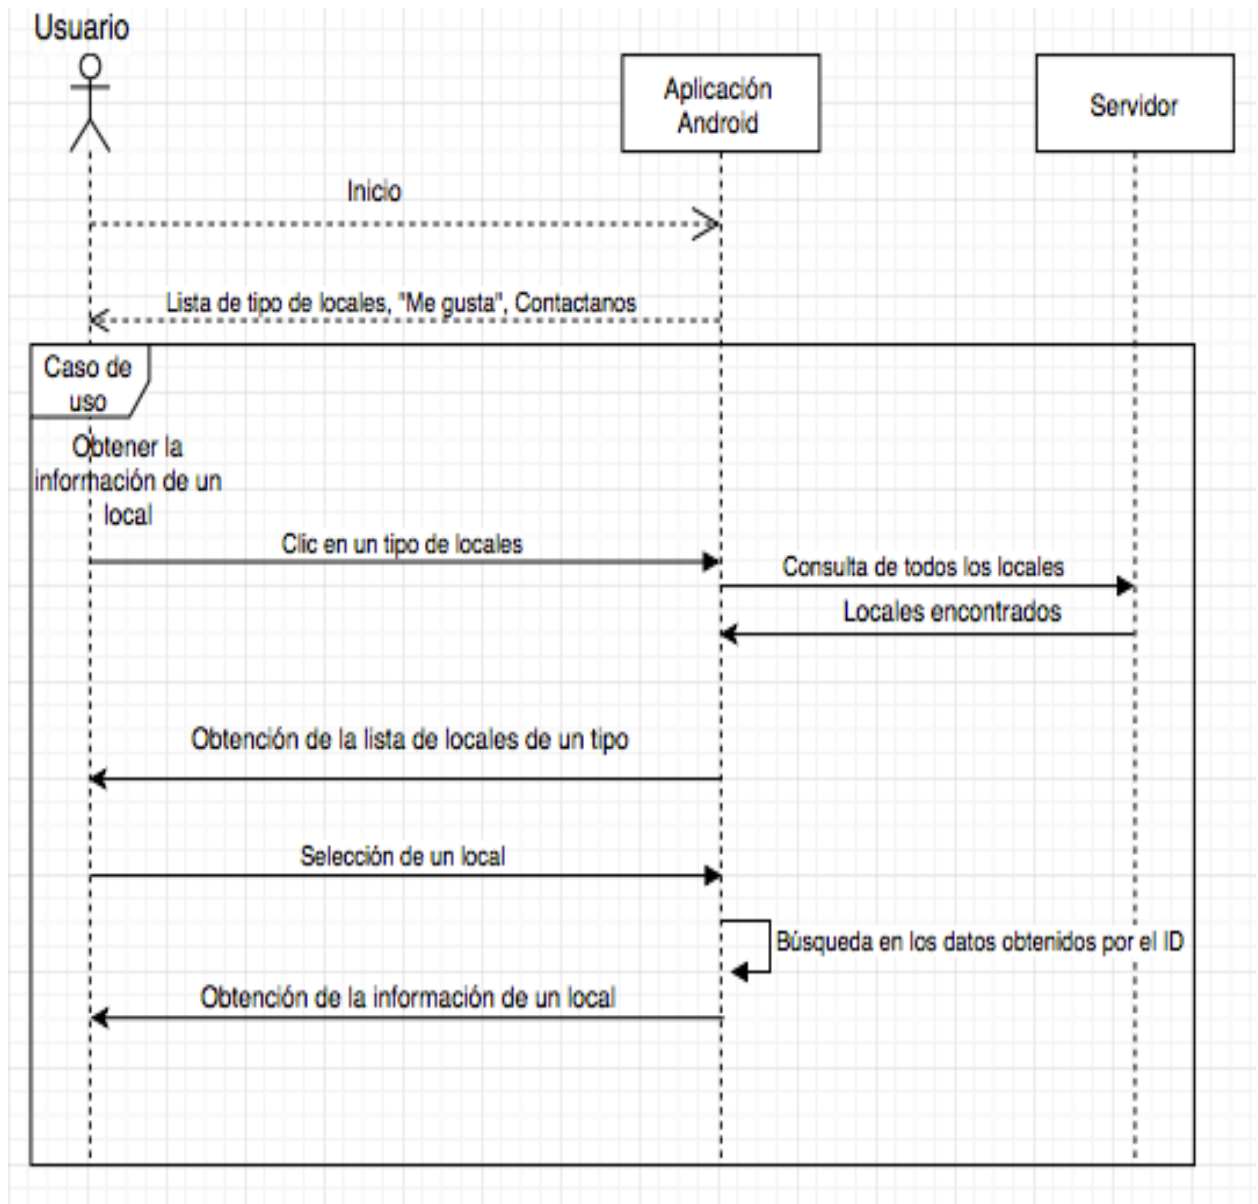 Usuario
Aplicación
Android
Servidor
Inicio
Lista de tipo de locales, "Me gusta", Contactanos
Caso de
uso
Obtener la
información de un
local
Clic en un tipo de locales
Consulta de todos los locales
Locales encontrados
Obtención de la lista de locales de un tipo
Selección de un local
Búsqueda en los datos obtenidos por el ID
Obtención de la información de un local